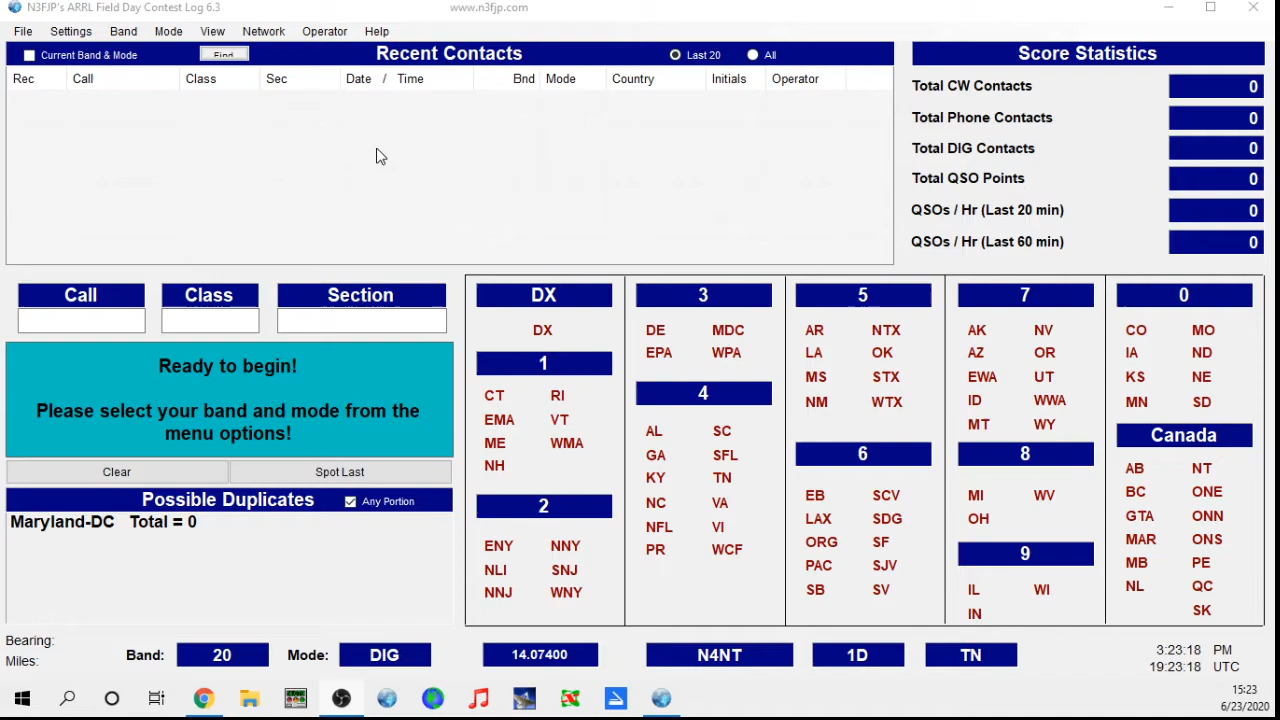 N3FJP's ARRL Field Day Contest Log 6.3
www.n3fjp.com
File Settings Band Mode View Network Operator Help
Current Band & Mode Find Recent Contacts Last 20 All
Rec Call Class Sec Date / Time Bnd Mode Country Initials Operator
Score Statistics
Total CW Contacts 0
Total Phone Contacts 0
Total DIG Contacts 0
Total QSO Points 0
QSOs / Hr (Last 20 min) 0
QSOs / Hr (Last 60 min) 0
Call Class Section
Ready to begin!
Please select your band and mode from the
menu options!
Clear Spot Last
Possible Duplicates Any Portion
Maryland-DC Total = 0
DX
DX
1
CT RI
EMA VT
ME WMA
NH
2
ENY NNY
NLI SNJ
NNJ WNY
3
DE MDC
EPA WPA
4
AL SC
GA SFL
KY TN
NC VA
NFL VI
PR WCF
5
AR NTX
LA OK
MS STX
NM WTX
6
EB SCV
LAX SDG
ORG SF
PAC SJV
SB SV
7
AK NV
AZ OR
EWA UT
ID WWA
MT WY
8
MI WV
OH
9
IL WI
IN
0
CO MO
IA ND
KS NE
MN SD
Canada
AB NT
BC ONE
GTA ONN
MAR ONS
MB PE
NL QC
SK
Bearing:
Miles:
Band: 20 Mode: DIG 14.07400 N4NT 1D TN
3:23:18 PM
19:23:18 UTC
15:23
6/23/2020